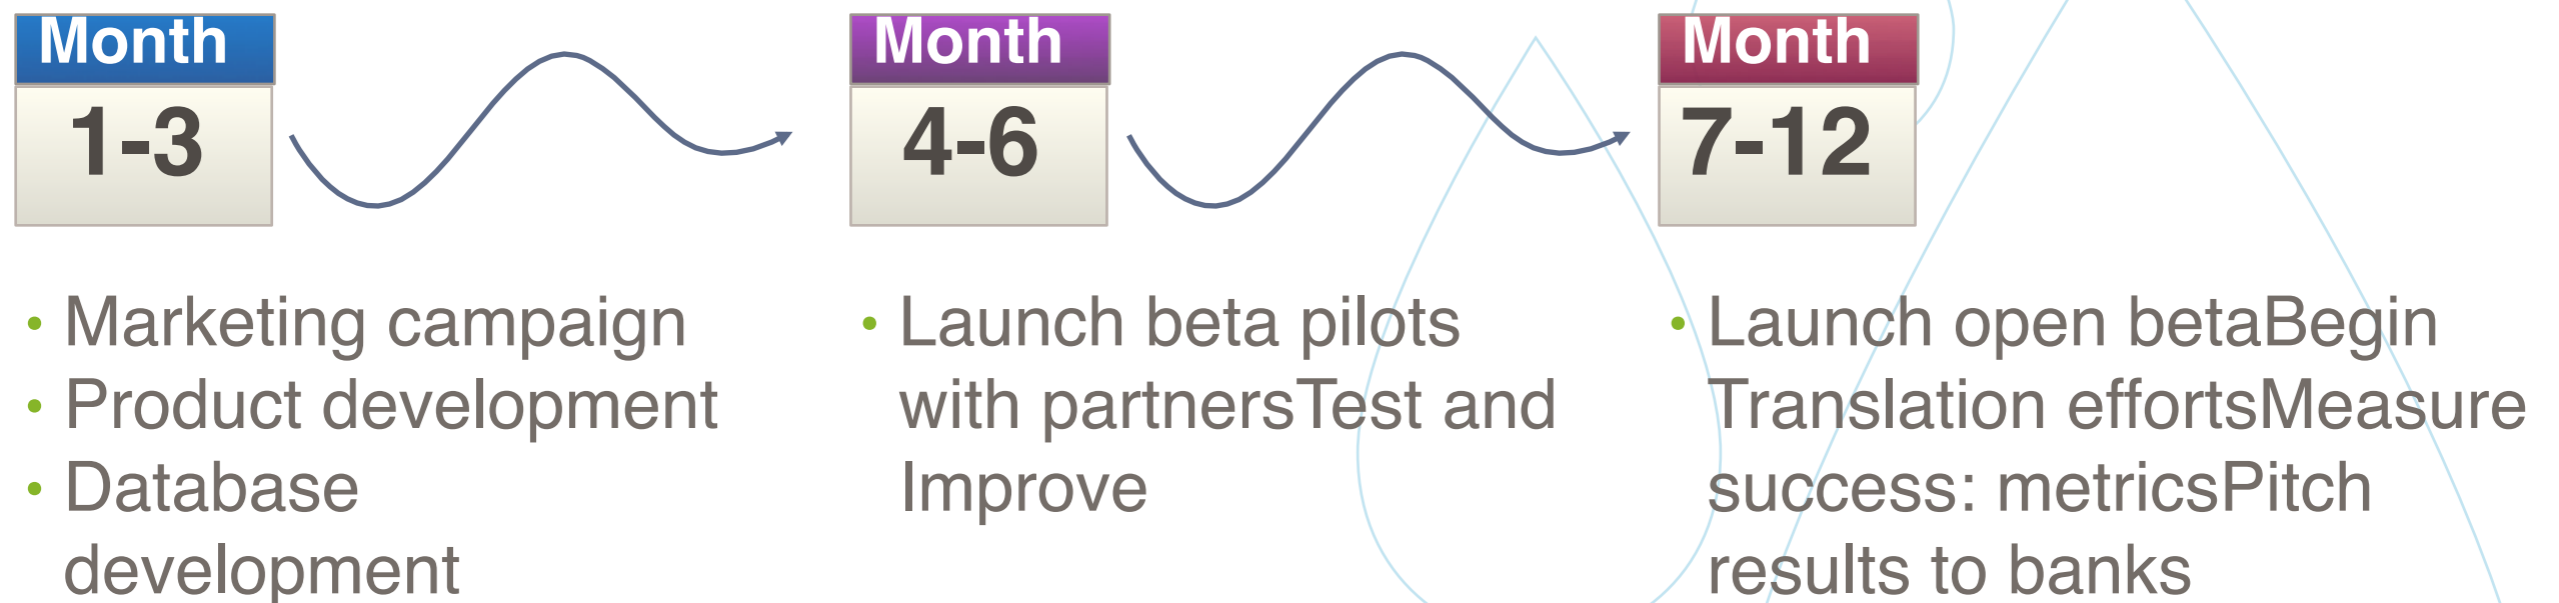 Month
1-3
• Marketing campaign
• Product development
• Database
development
Month
4-6
• Launch beta pilots
with partnersTest and
Improve
Month
7-12
• Launch open betaBegin
Translation effortsMeasure
success: metricsPitch
results to banks